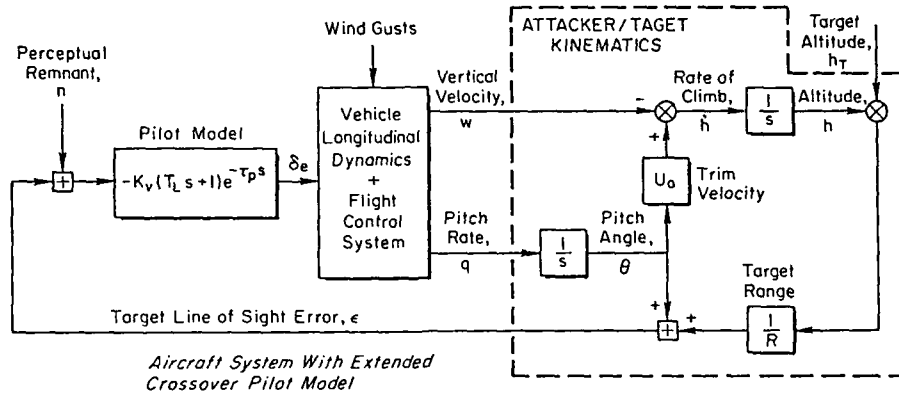 ATTACKER/TAGET
KINEMATICS
Target
Altitude,
h_T
Wind Gusts
Perceptual
Remnant,
n
Vertical
Velocity,
w
Rate of
Climb,
ḣ
Altitude,
h
1/s
-
+
Pilot Model
-K_v(T_L s+1)e^{-τ_p s}
δe
+
Vehicle
Longitudinal
Dynamics
+
Flight
Control
System
U_o
Trim
Velocity
Pitch
Rate,
q
1/s
Pitch
Angle,
θ
Target
Range
1/R
+
+
+
Target Line of Sight Error, ϵ
Aircraft System With Extended
Crossover Pilot Model